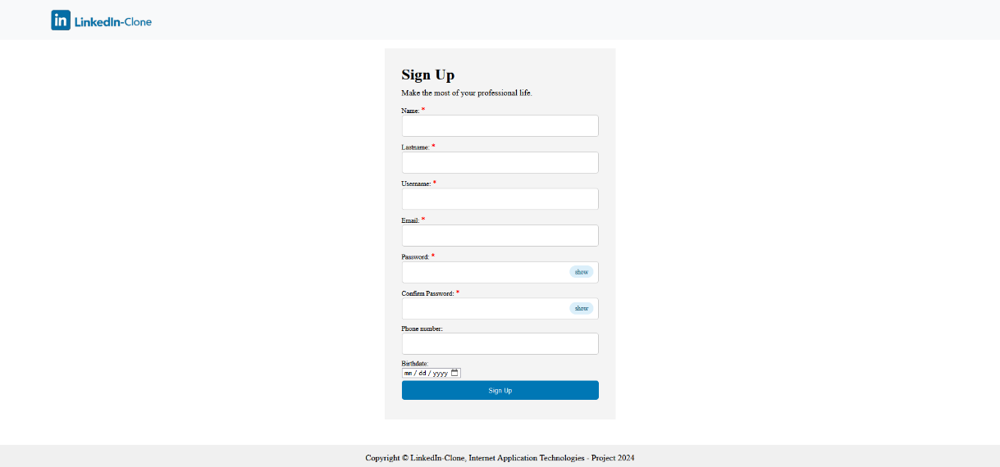 in LinkedIn-Clone
Sign Up
Make the most of your professional life.
Name: *
Lastname: *
Username: *
Email: *
Password: *
show
Confirm Password: *
show
Phone number:
Birthdate:
mm/dd/yyyy
Sign Up
Copyright © LinkedIn-Clone, Internet Application Technologies - Project 2024